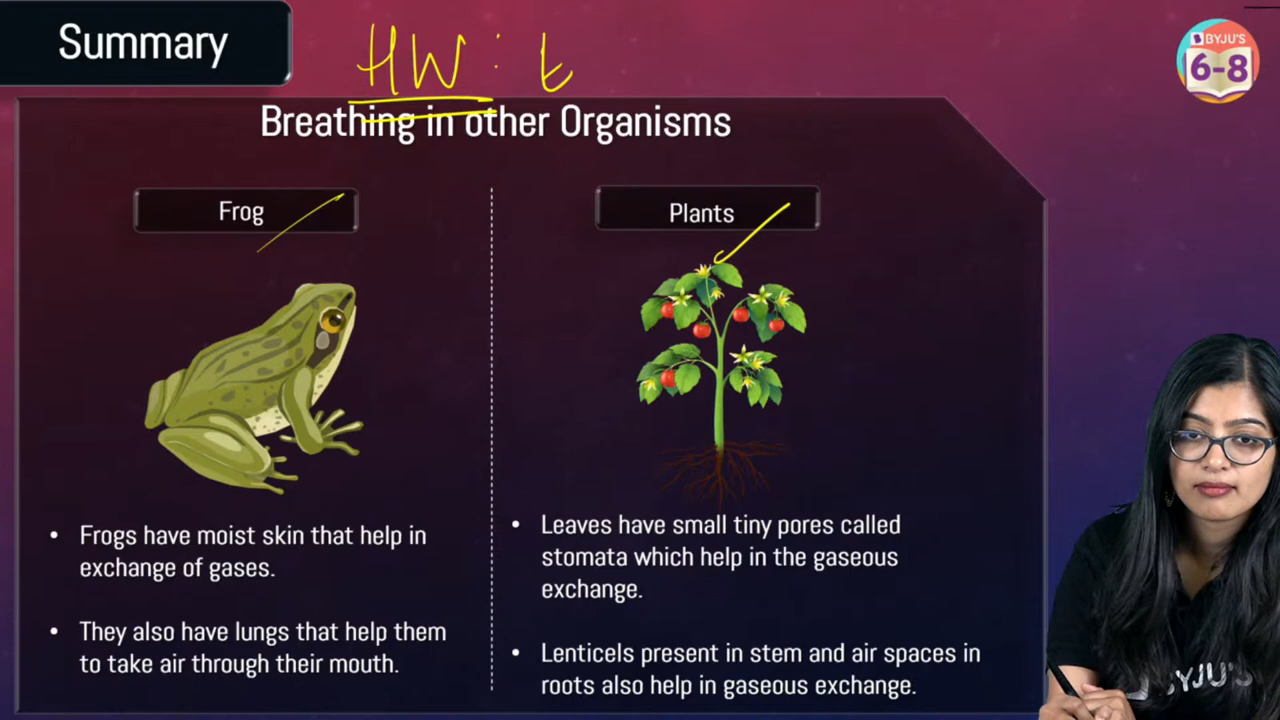 Summary
HW : t
BYJU'S
6-8
Breathing in other Organisms
Frog
Plants
• Frogs have moist skin that help in
exchange of gases.
• They also have lungs that help them
to take air through their mouth.
• Leaves have small tiny pores called
stomata which help in the gaseous
exchange.
• Lenticels present in stem and air spaces in
roots also help in gaseous exchange.
BYJU'S